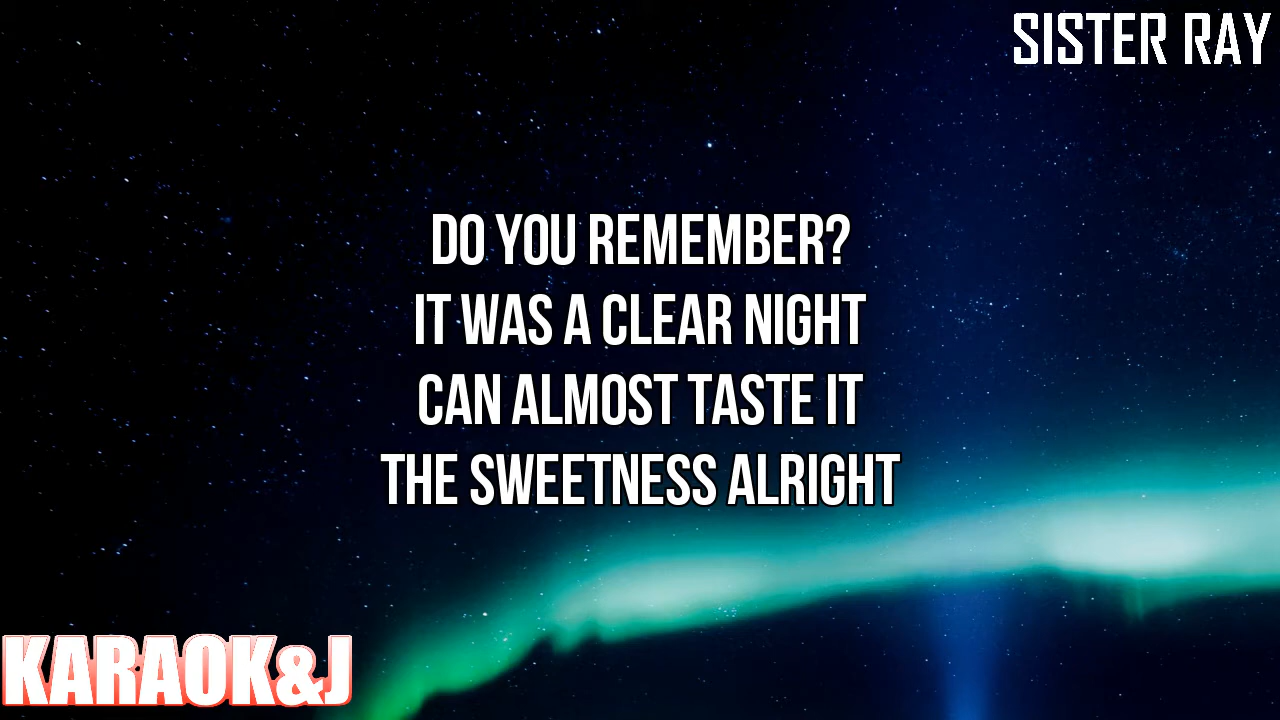 SISTER RAY
DO YOU REMEMBER?
IT WAS A CLEAR NIGHT
CAN ALMOST TASTE IT
THE SWEETNESS ALRIGHT
KARAOK&J